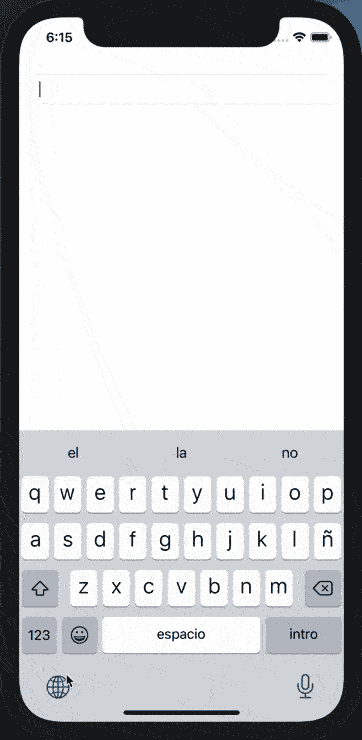 6:15
el la no
q w e r t y u i o p
a s d f g h j k l ñ
z x c v b n m
123 espacio intro